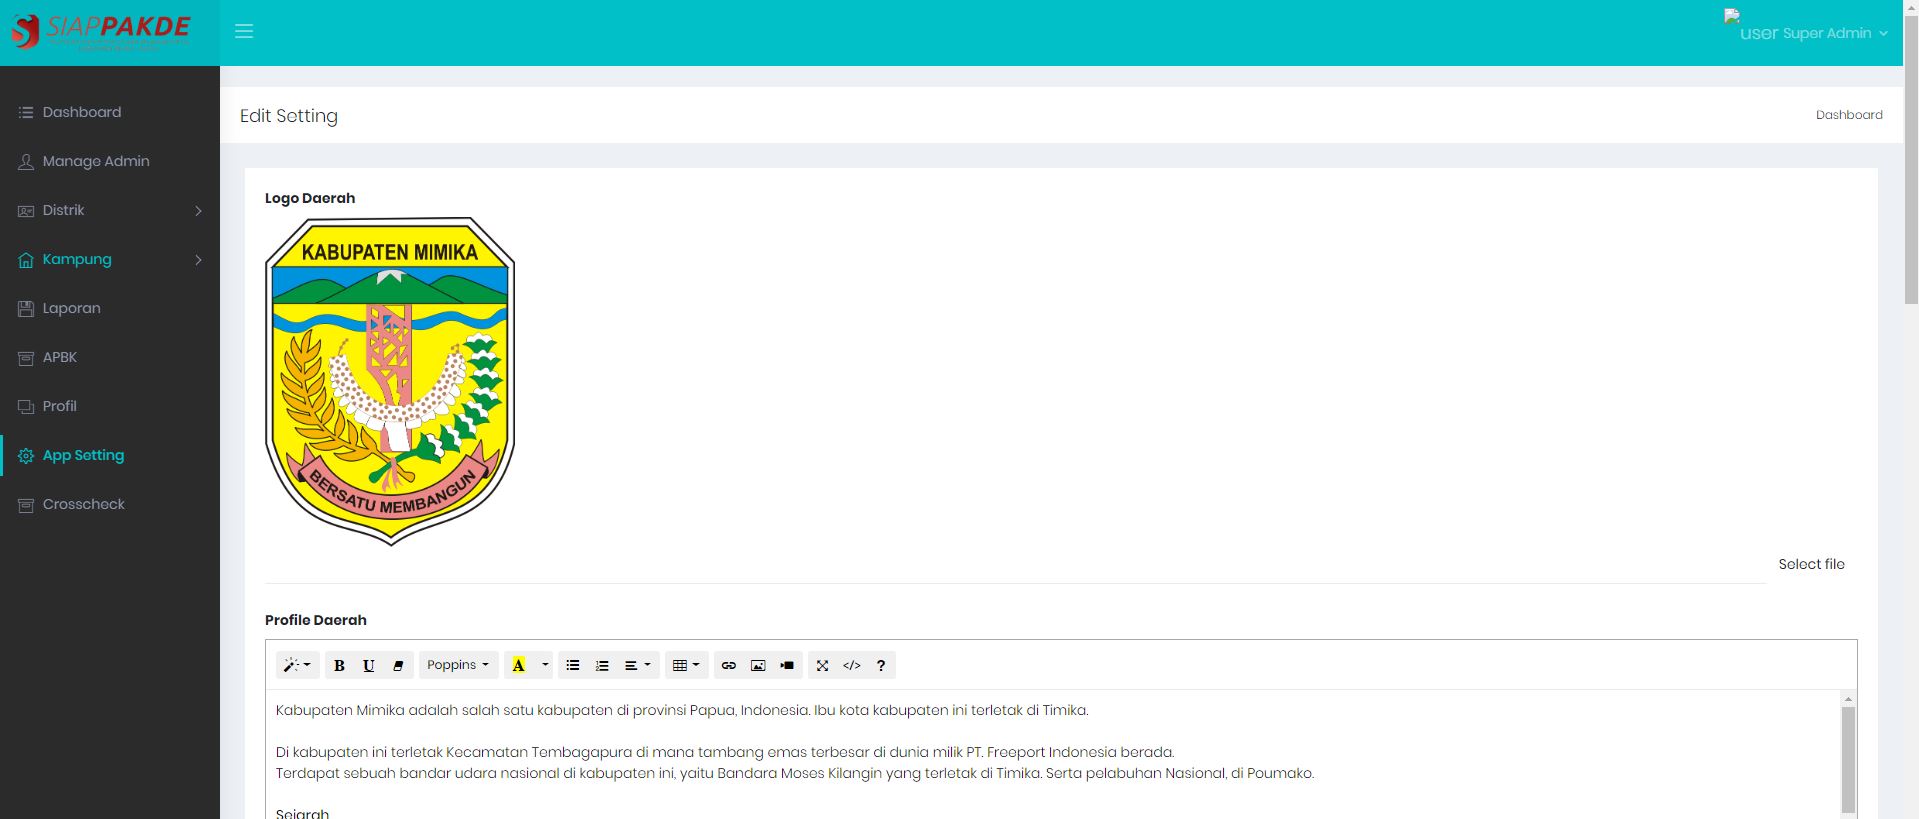 SIAPPAKDE
user Super Admin
Dashboard
Manage Admin
Distrik
Kampung
Laporan
APBK
Profil
App Setting
Crosscheck
Edit Setting
Dashboard
Logo Daerah
KABUPATEN MIMIKA
BERSATU MEMBANGUN
Select file
Profile Daerah
B U Poppins A </> ?
Kabupaten Mimika adalah salah satu kabupaten di provinsi Papua, Indonesia. Ibu kota kabupaten ini terletak di Timika.
Di kabupaten ini terletak Kecamatan Tembagapura di mana tambang emas terbesar di dunia milik PT. Freeport Indonesia berada.
Terdapat sebuah bandar udara nasional di kabupaten ini, yaitu Bandara Moses Kilangin yang terletak di Timika. Serta pelabuhan Nasional, di Poumako.
Sejarah